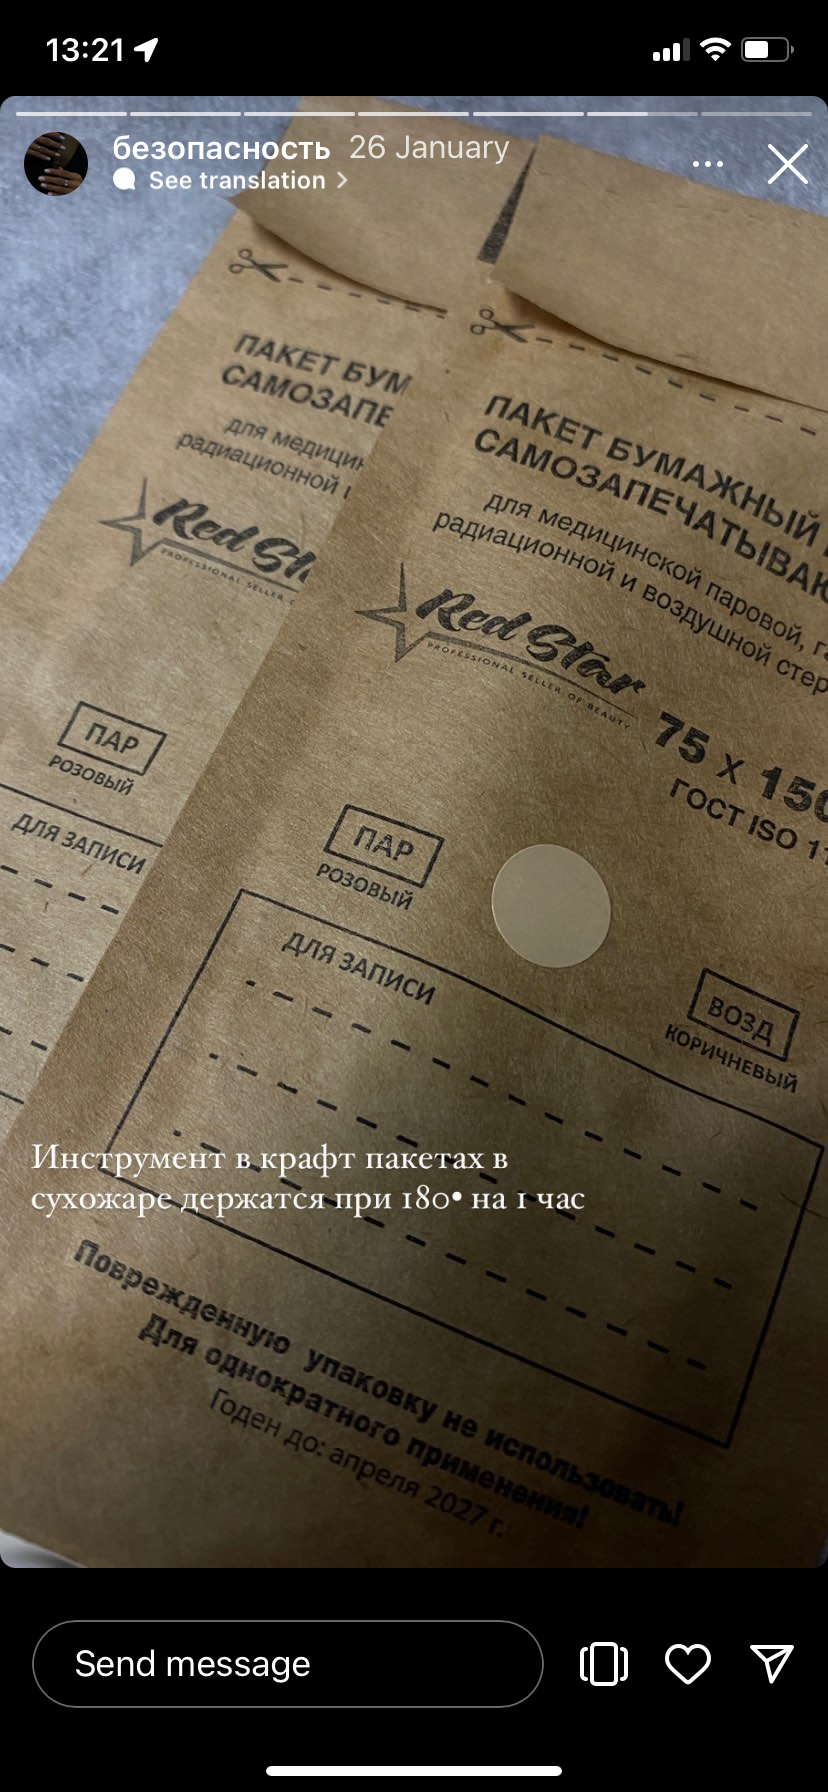 13:21
безопасность 26 January
See translation
ПАКЕТ БУМ
САМОЗАПЕ
для медицин
радиационной
Red St
PROFESSIONAL SELLER
ПАР
РОЗОВЫЙ
ДЛЯ ЗАПИСИ
ПАКЕТ БУМАЖНЫЙ
САМОЗАПЕЧАТЫВАЮ
для медицинской паровой, га
радиационной и воздушной стер
Red Star
PROFESSIONAL SELLER OF BEAUTY
75 X 150
ГОСТ ISO 11
ПАР
РОЗОВЫЙ
ВОЗД
КОРИЧНЕВЫЙ
ДЛЯ ЗАПИСИ
Инструмент в крафт пакетах в
сухожаре держатся при 180• на 1 час
Поврежденную упаковку не использовать!
Для однократного применения!
Годен до: апреля 2027 г.
Send message